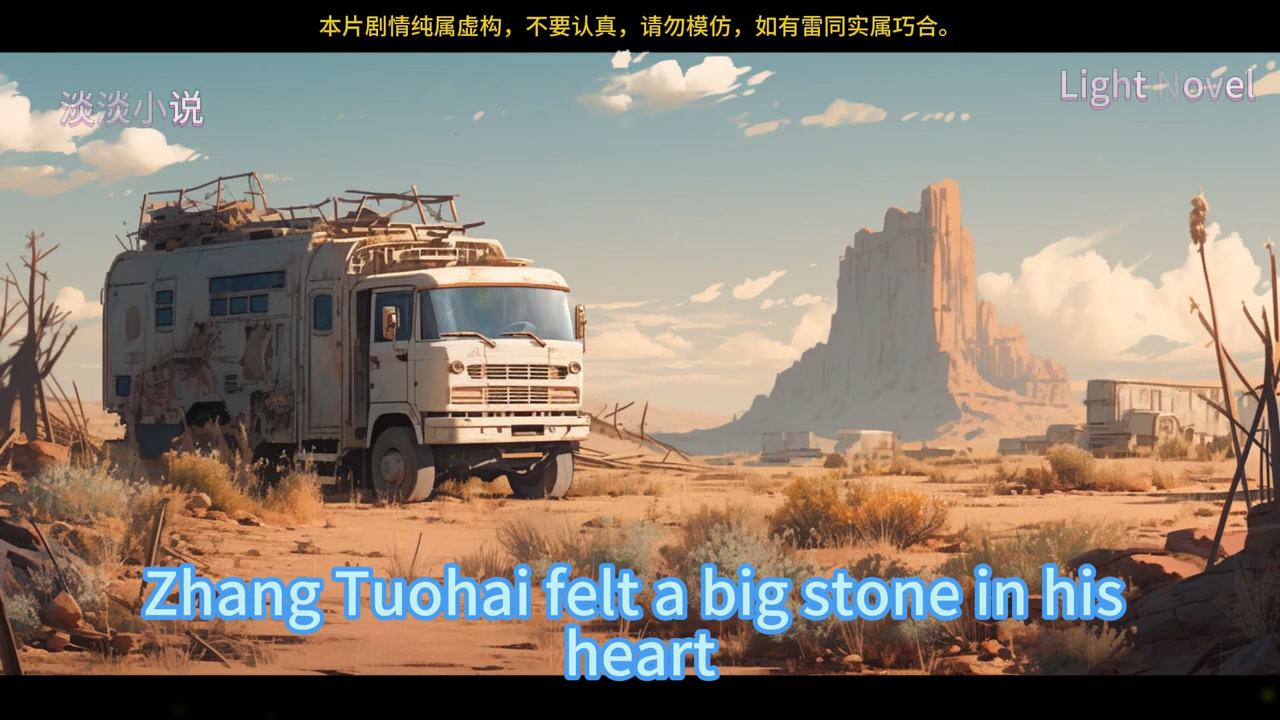 本片剧情纯属虚构，不要认真，请勿模仿，如有雷同实属巧合。
淡淡小说
Light Novel
Zhang Tuohai felt a big stone in his
heart